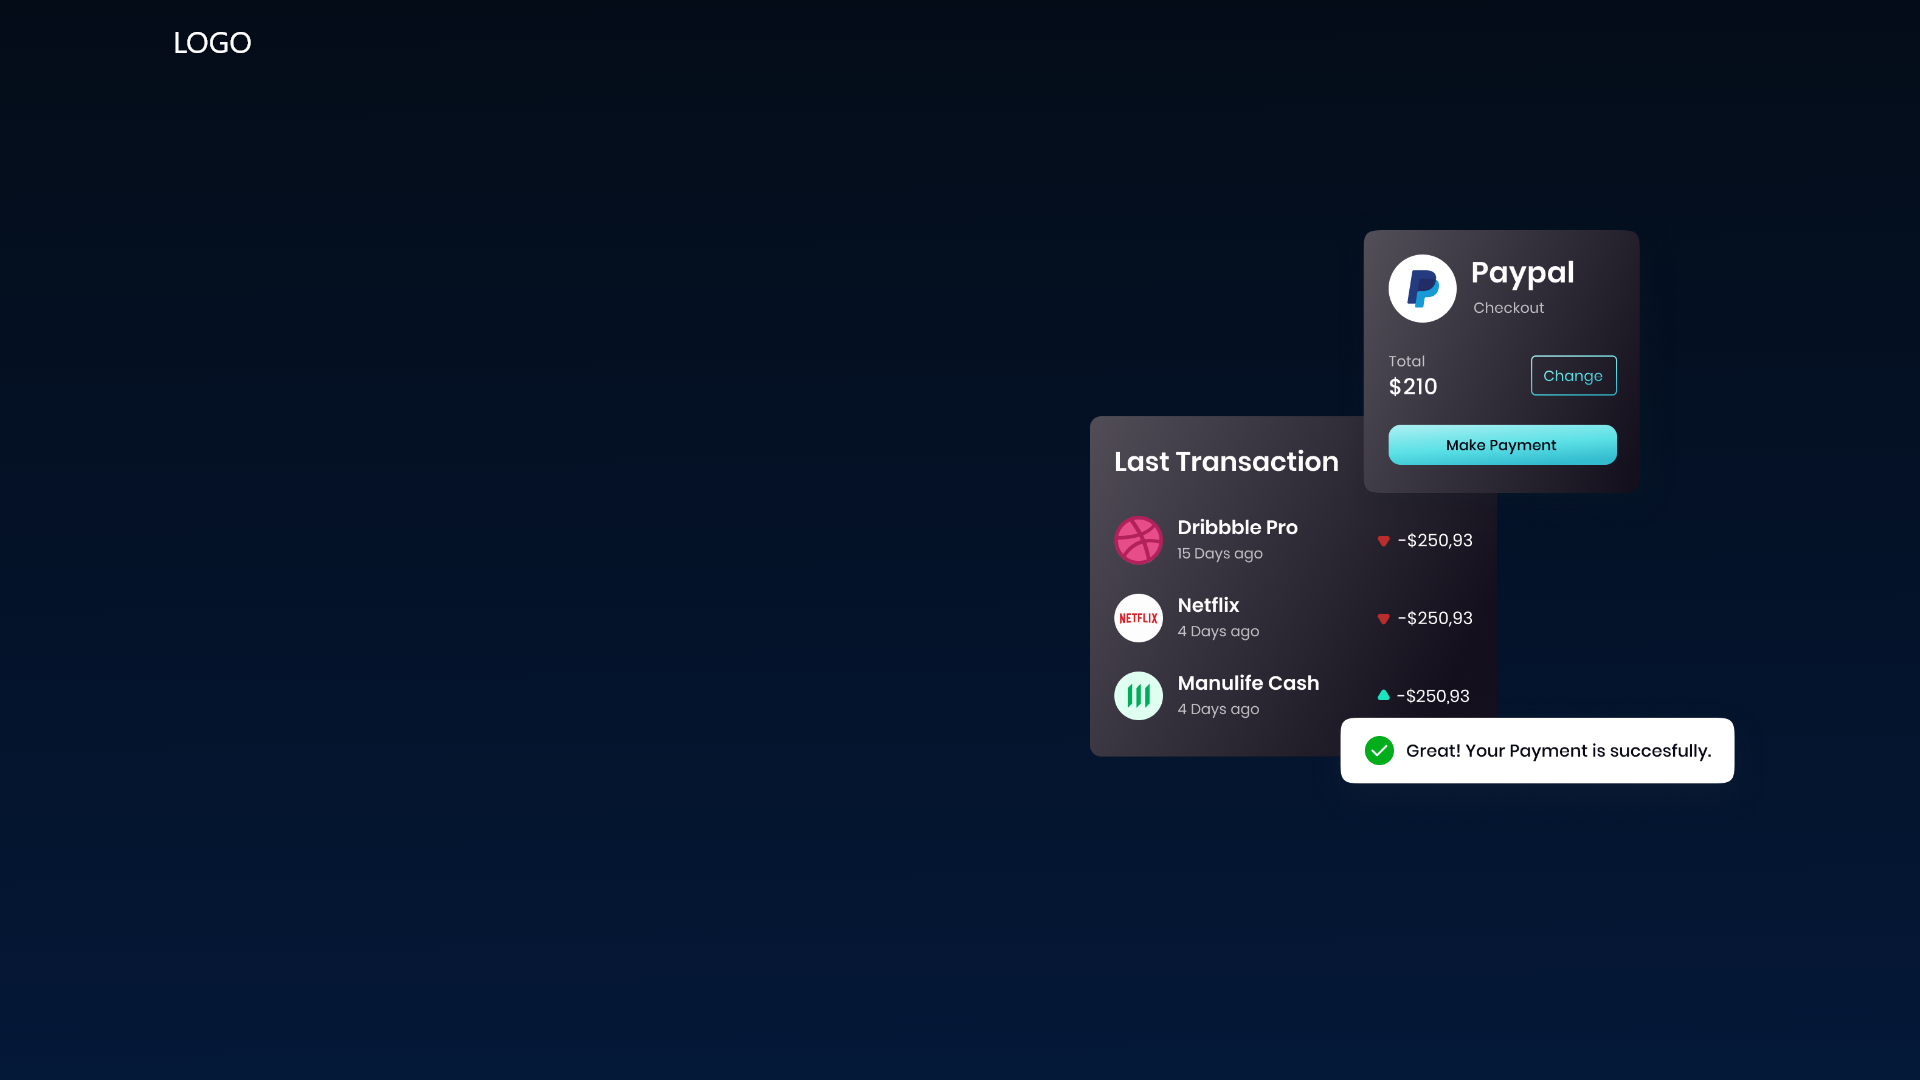 LOGO
Paypal
Checkout
Total
$210
Change
Make Payment
Last Transaction
Dribbble Pro
15 Days ago
-$250,93
NETFLIX
Netflix
4 Days ago
-$250,93
Manulife Cash
4 Days ago
-$250,93
Great! Your Payment is succesfully.